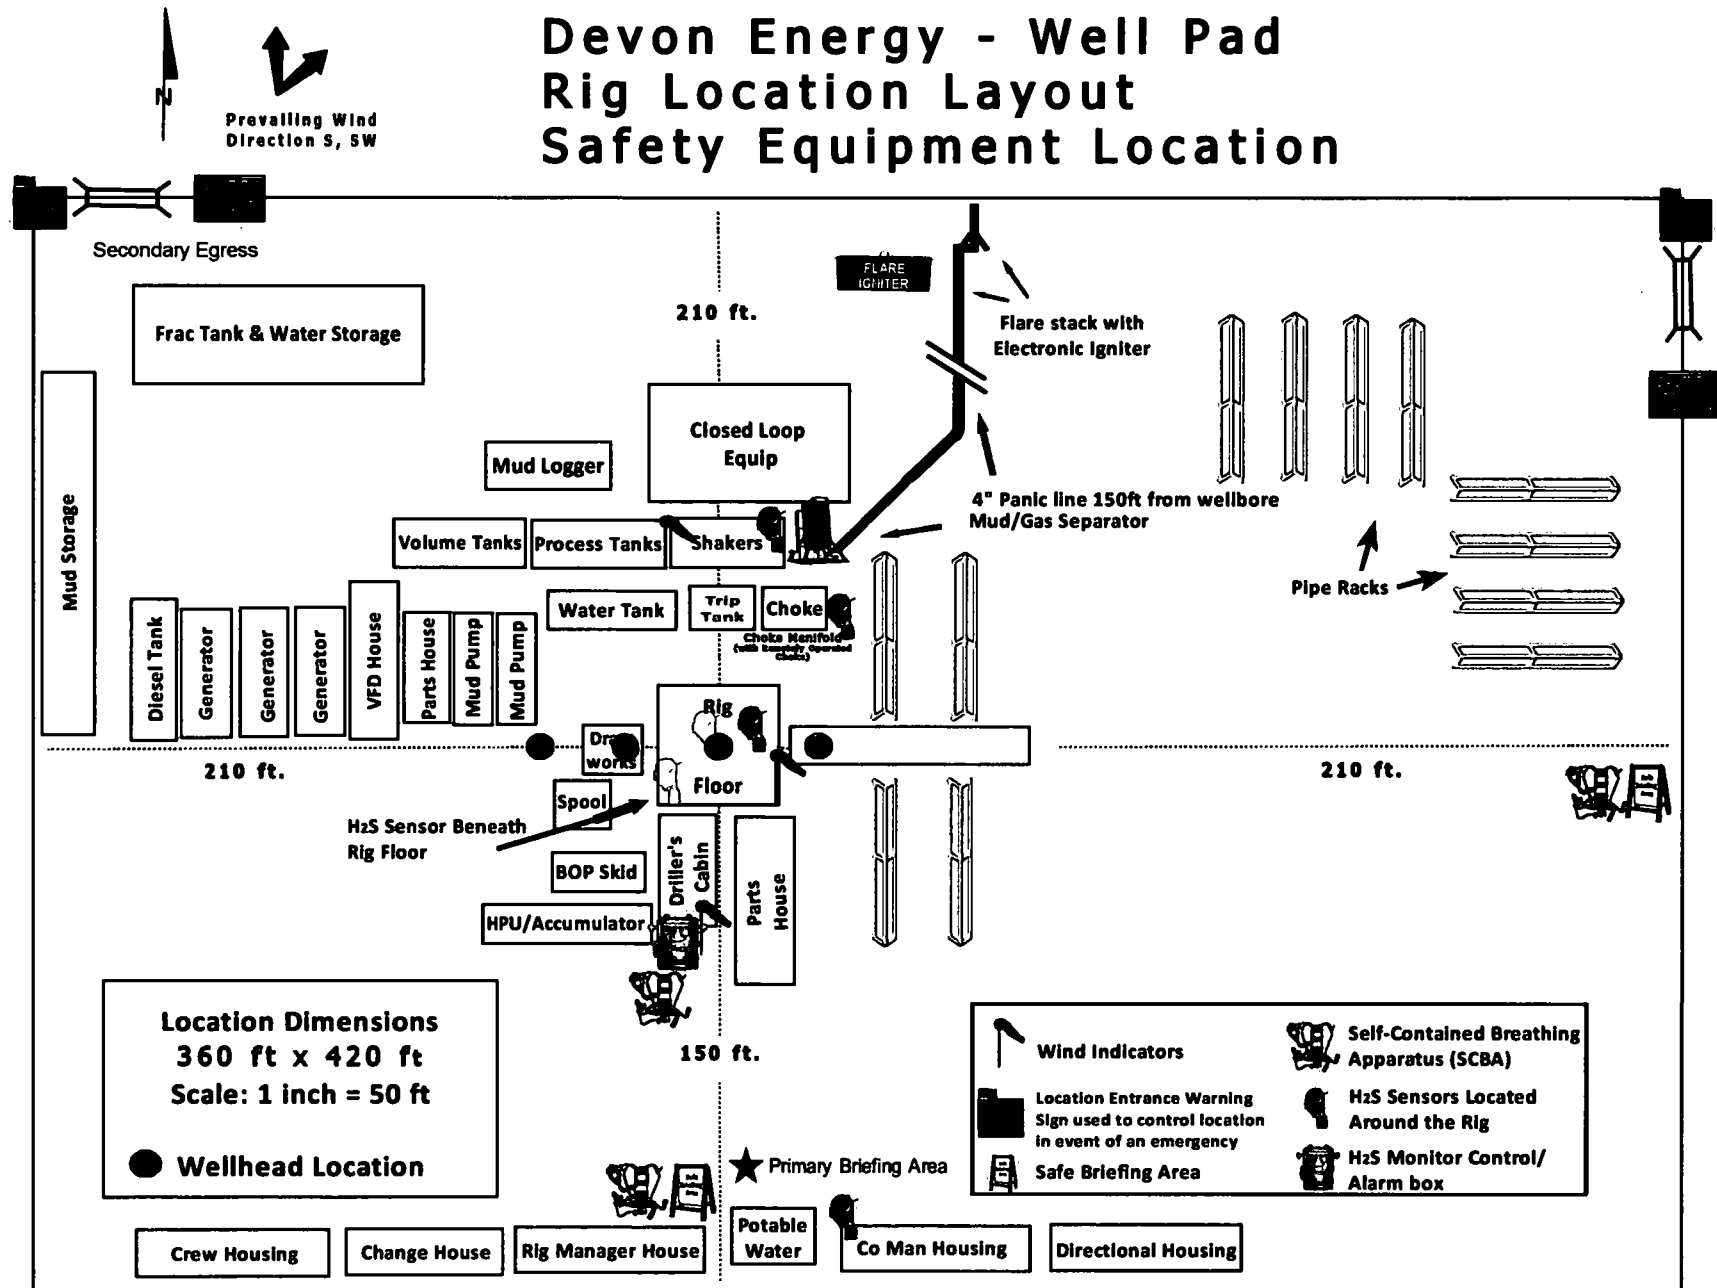 Devon Energy - Well Pad
Rig Location Layout
Safety Equipment Location
N
Prevailing Wind
Direction S, SW
Secondary Egress
FLARE
IGNITER
210 ft.
Flare stack with
Electronic Igniter
Frac Tank & Water Storage
Closed Loop
Equip
Mud Logger
4" Panic line 150ft from wellbore
Mud/Gas Separator
Mud Storage
Volume Tanks
Process Tanks
Shakers
Pipe Racks
Water Tank
Trip
Tank
Choke
Choke Manifold
(with Remotely Operated
Choke)
Diesel Tank
Generator
Generator
Generator
VFD House
Parts House
Mud Pump
Mud Pump
Rig
Floor
Draw
works
210 ft.
210 ft.
Spool
H2S Sensor Beneath
Rig Floor
BOP Skid
Driller's
Cabin
Parts
House
HPU/Accumulator
Location Dimensions
360 ft x 420 ft
Scale: 1 inch = 50 ft
Wellhead Location
150 ft.
Wind Indicators
Location Entrance Warning
Sign used to control location
in event of an emergency
Safe Briefing Area
Self-Contained Breathing
Apparatus (SCBA)
H2S Sensors Located
Around the Rig
H2S Monitor Control/
Alarm box
Primary Briefing Area
Crew Housing
Change House
Rig Manager House
Potable
Water
Co Man Housing
Directional Housing